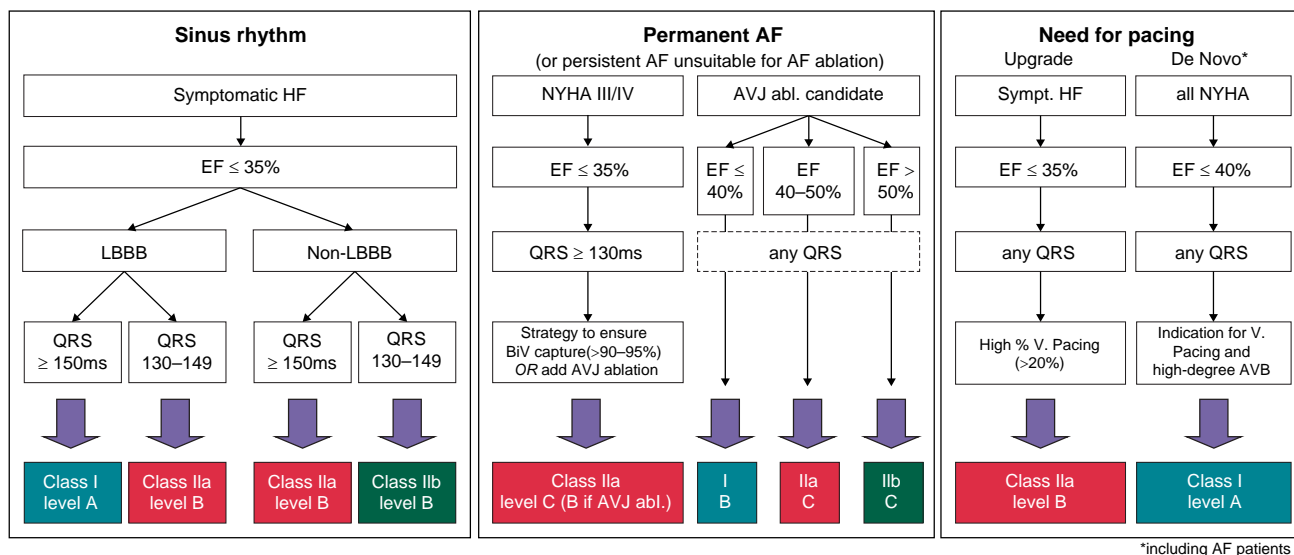 Sinus rhythm
Symptomatic HF
EF ≤ 35%
LBBB
Non-LBBB
QRS
≥ 150ms
QRS
130–149
QRS
≥ 150ms
QRS
130–149
Class I
level A
Class IIa
level B
Class IIa
level B
Class IIb
level B
Permanent AF
(or persistent AF unsuitable for AF ablation)
NYHA III/IV
AVJ abl. candidate
EF ≤ 35%
EF ≤
40%
EF
40–50%
EF >
50%
QRS ≥ 130ms
any QRS
Strategy to ensure
BiV capture(>90–95%)
OR add AVJ ablation
Class IIa
level C (B if AVJ abl.)
I
B
IIa
C
IIb
C
Need for pacing
Upgrade
De Novo*
Sympt. HF
all NYHA
EF ≤ 35%
EF ≤ 40%
any QRS
any QRS
High % V. Pacing
(>20%)
Indication for V.
Pacing and
high-degree AVB
Class IIa
level B
Class I
level A
*including AF patients